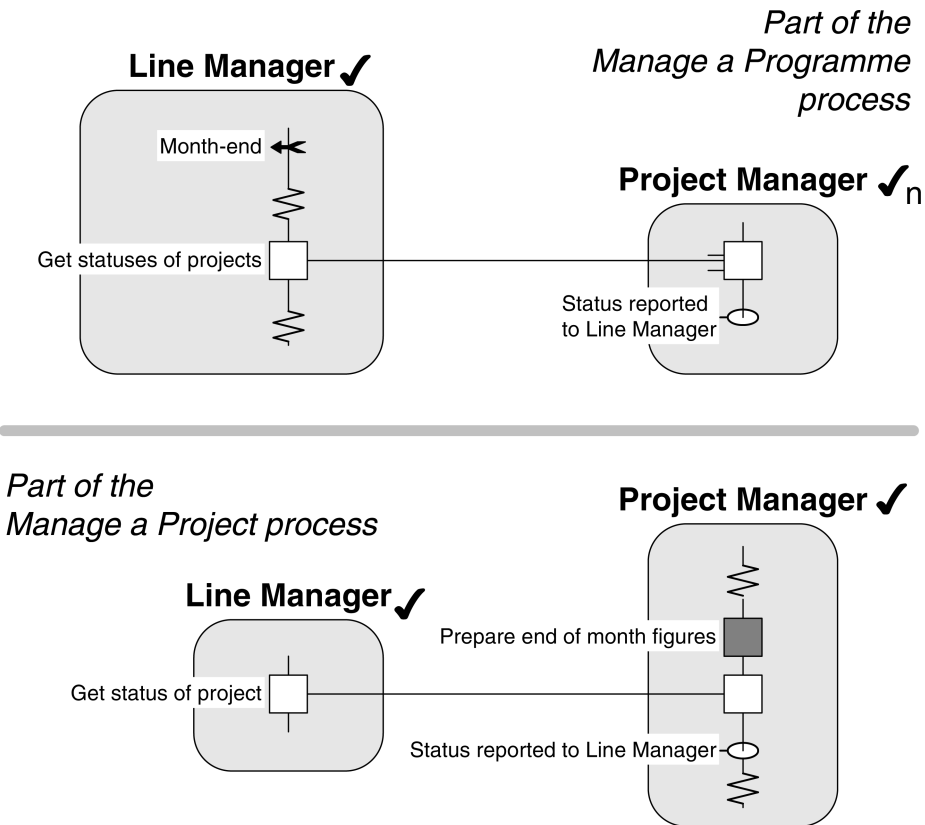 Part of the
Manage a Programme
process
Line Manager✓
Month-end
Project Manager ✓n
Get statuses of projects
Status reported
to Line Manager
Part of the
Manage a Project process
Project Manager ✓
Line Manager✓
Prepare end of month figures
Get status of project
Status reported to Line Manager